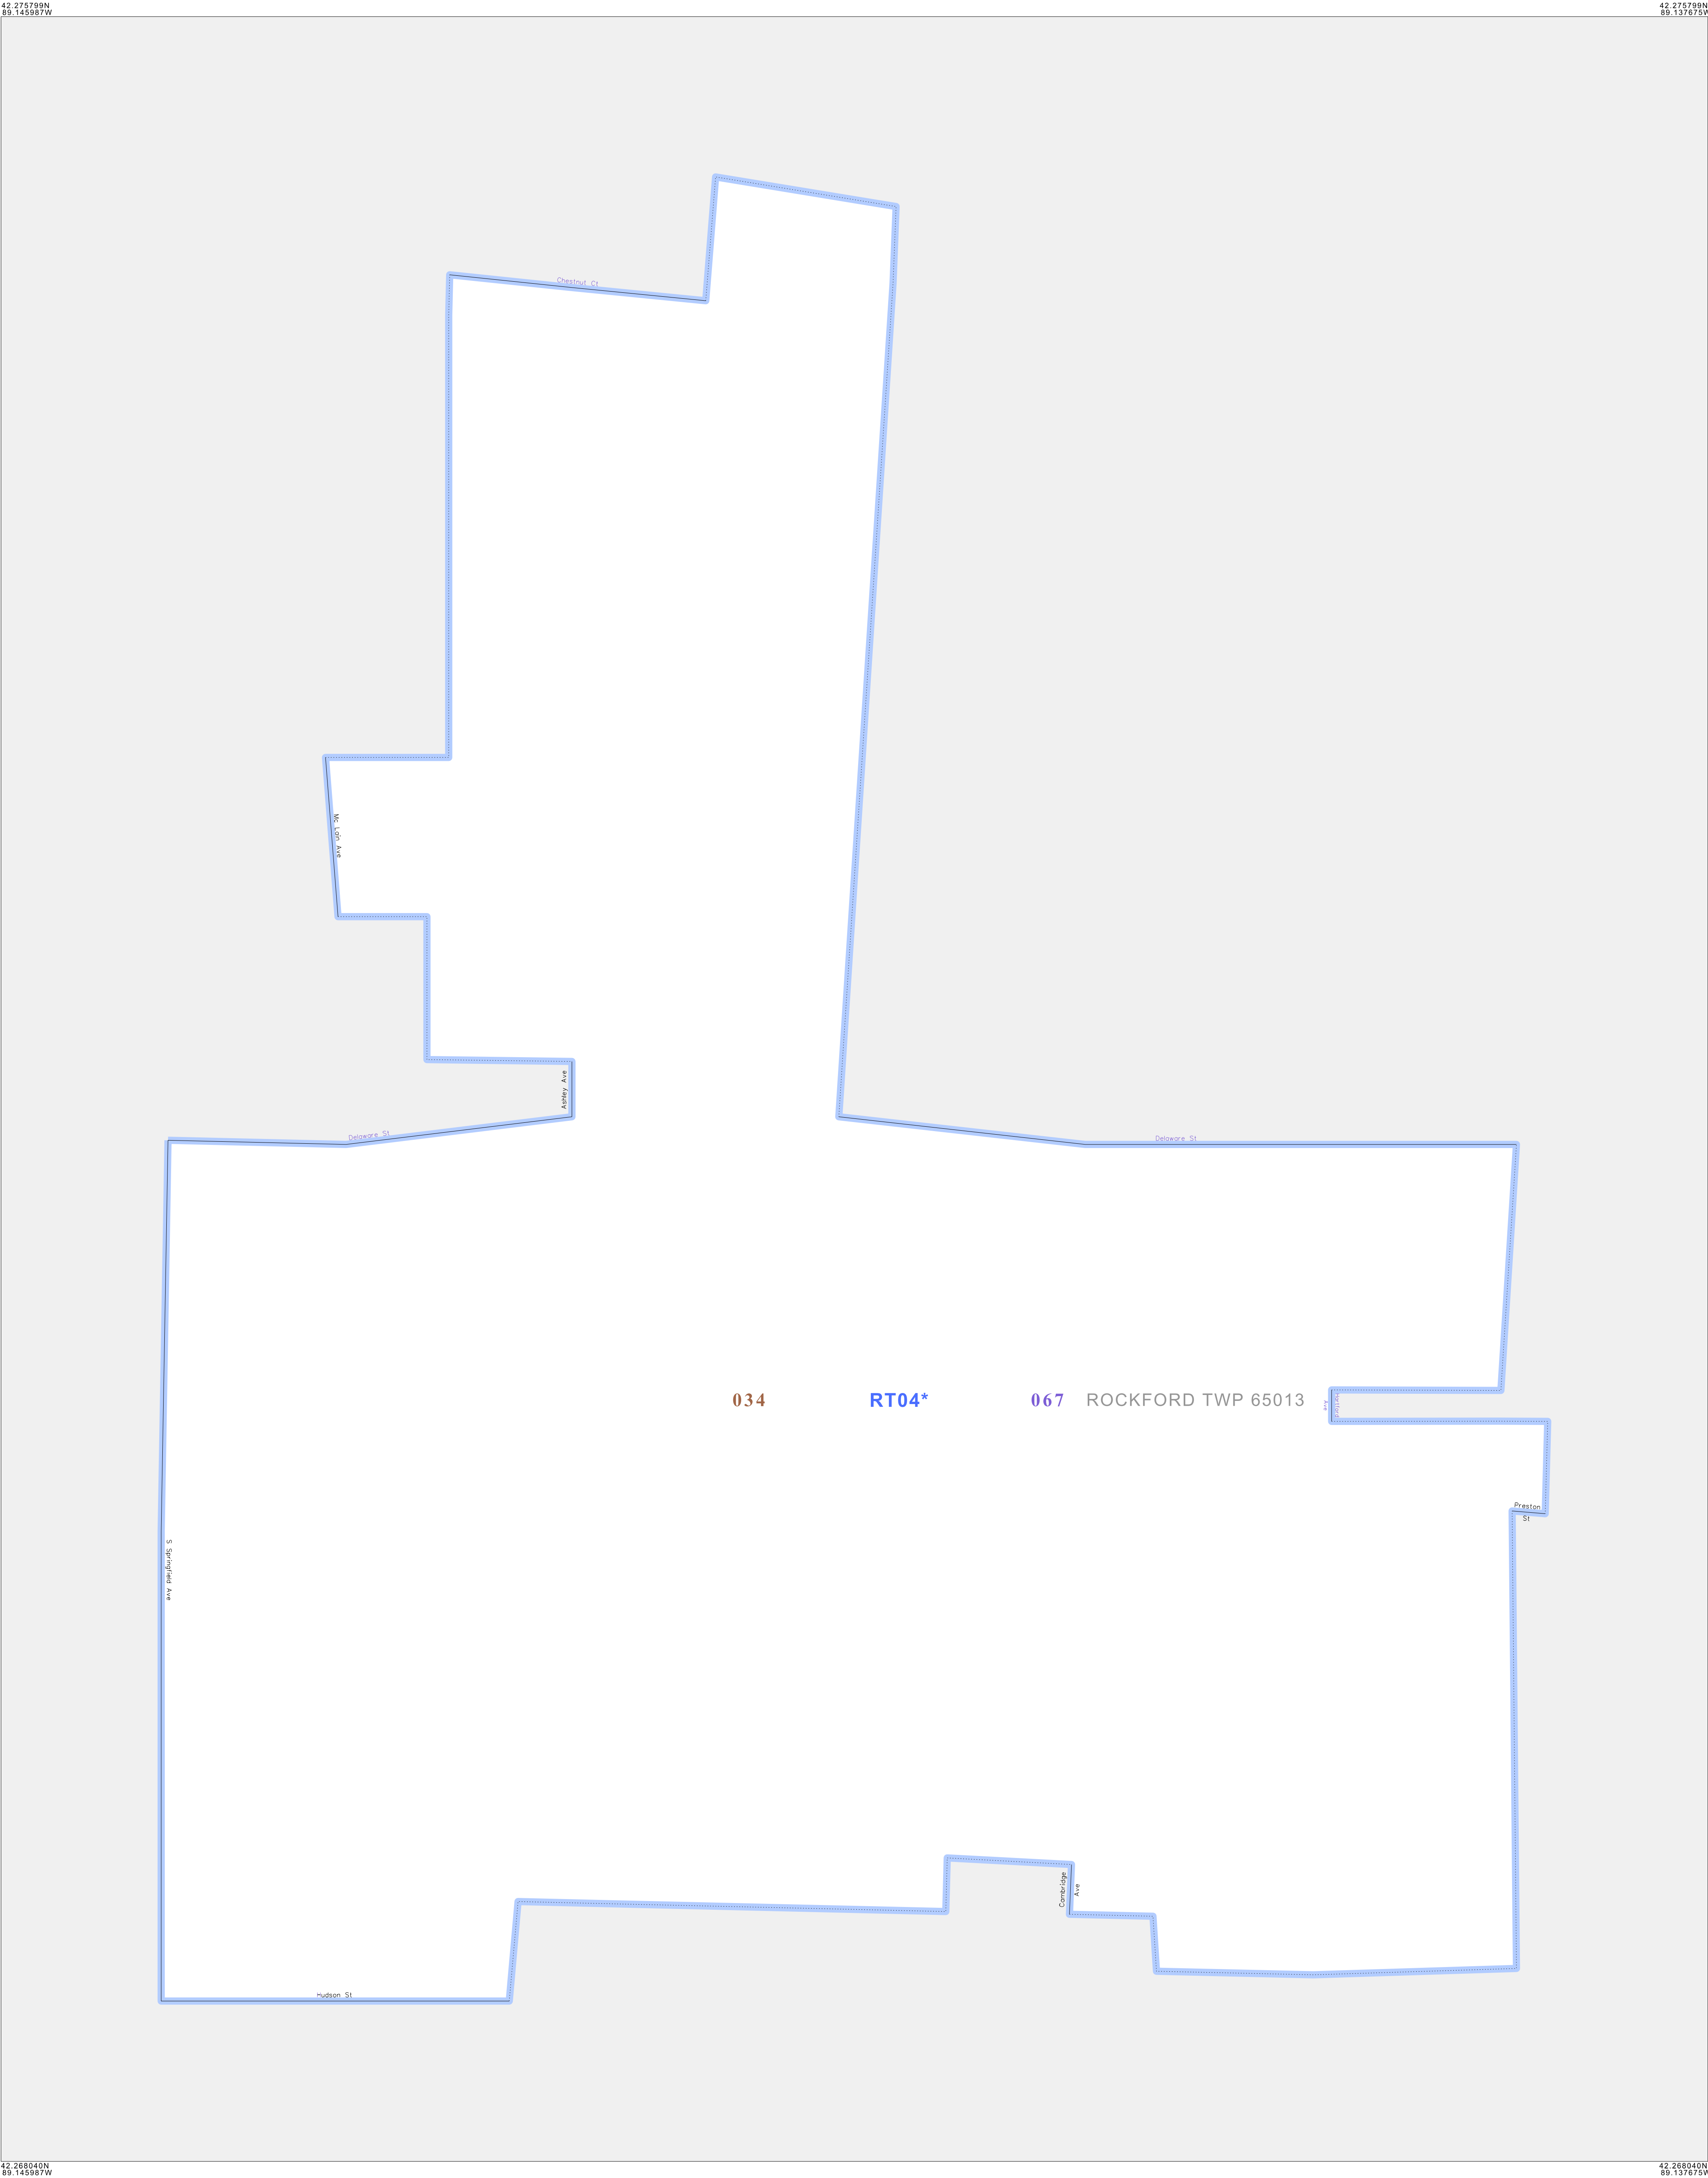 42.275799N
89.145987W
42.275799N
89.137675W
Chestnut Ct
Mc Lain Ave
Ashley Ave
Delaware St
Delaware St
034
RT04*
067
ROCKFORD TWP 65013
Hartford
Ave
Preston
St
S Springfield Ave
Cambridge
Ave
Hudson St
42.268040N
89.145987W
42.268040N
89.137675W